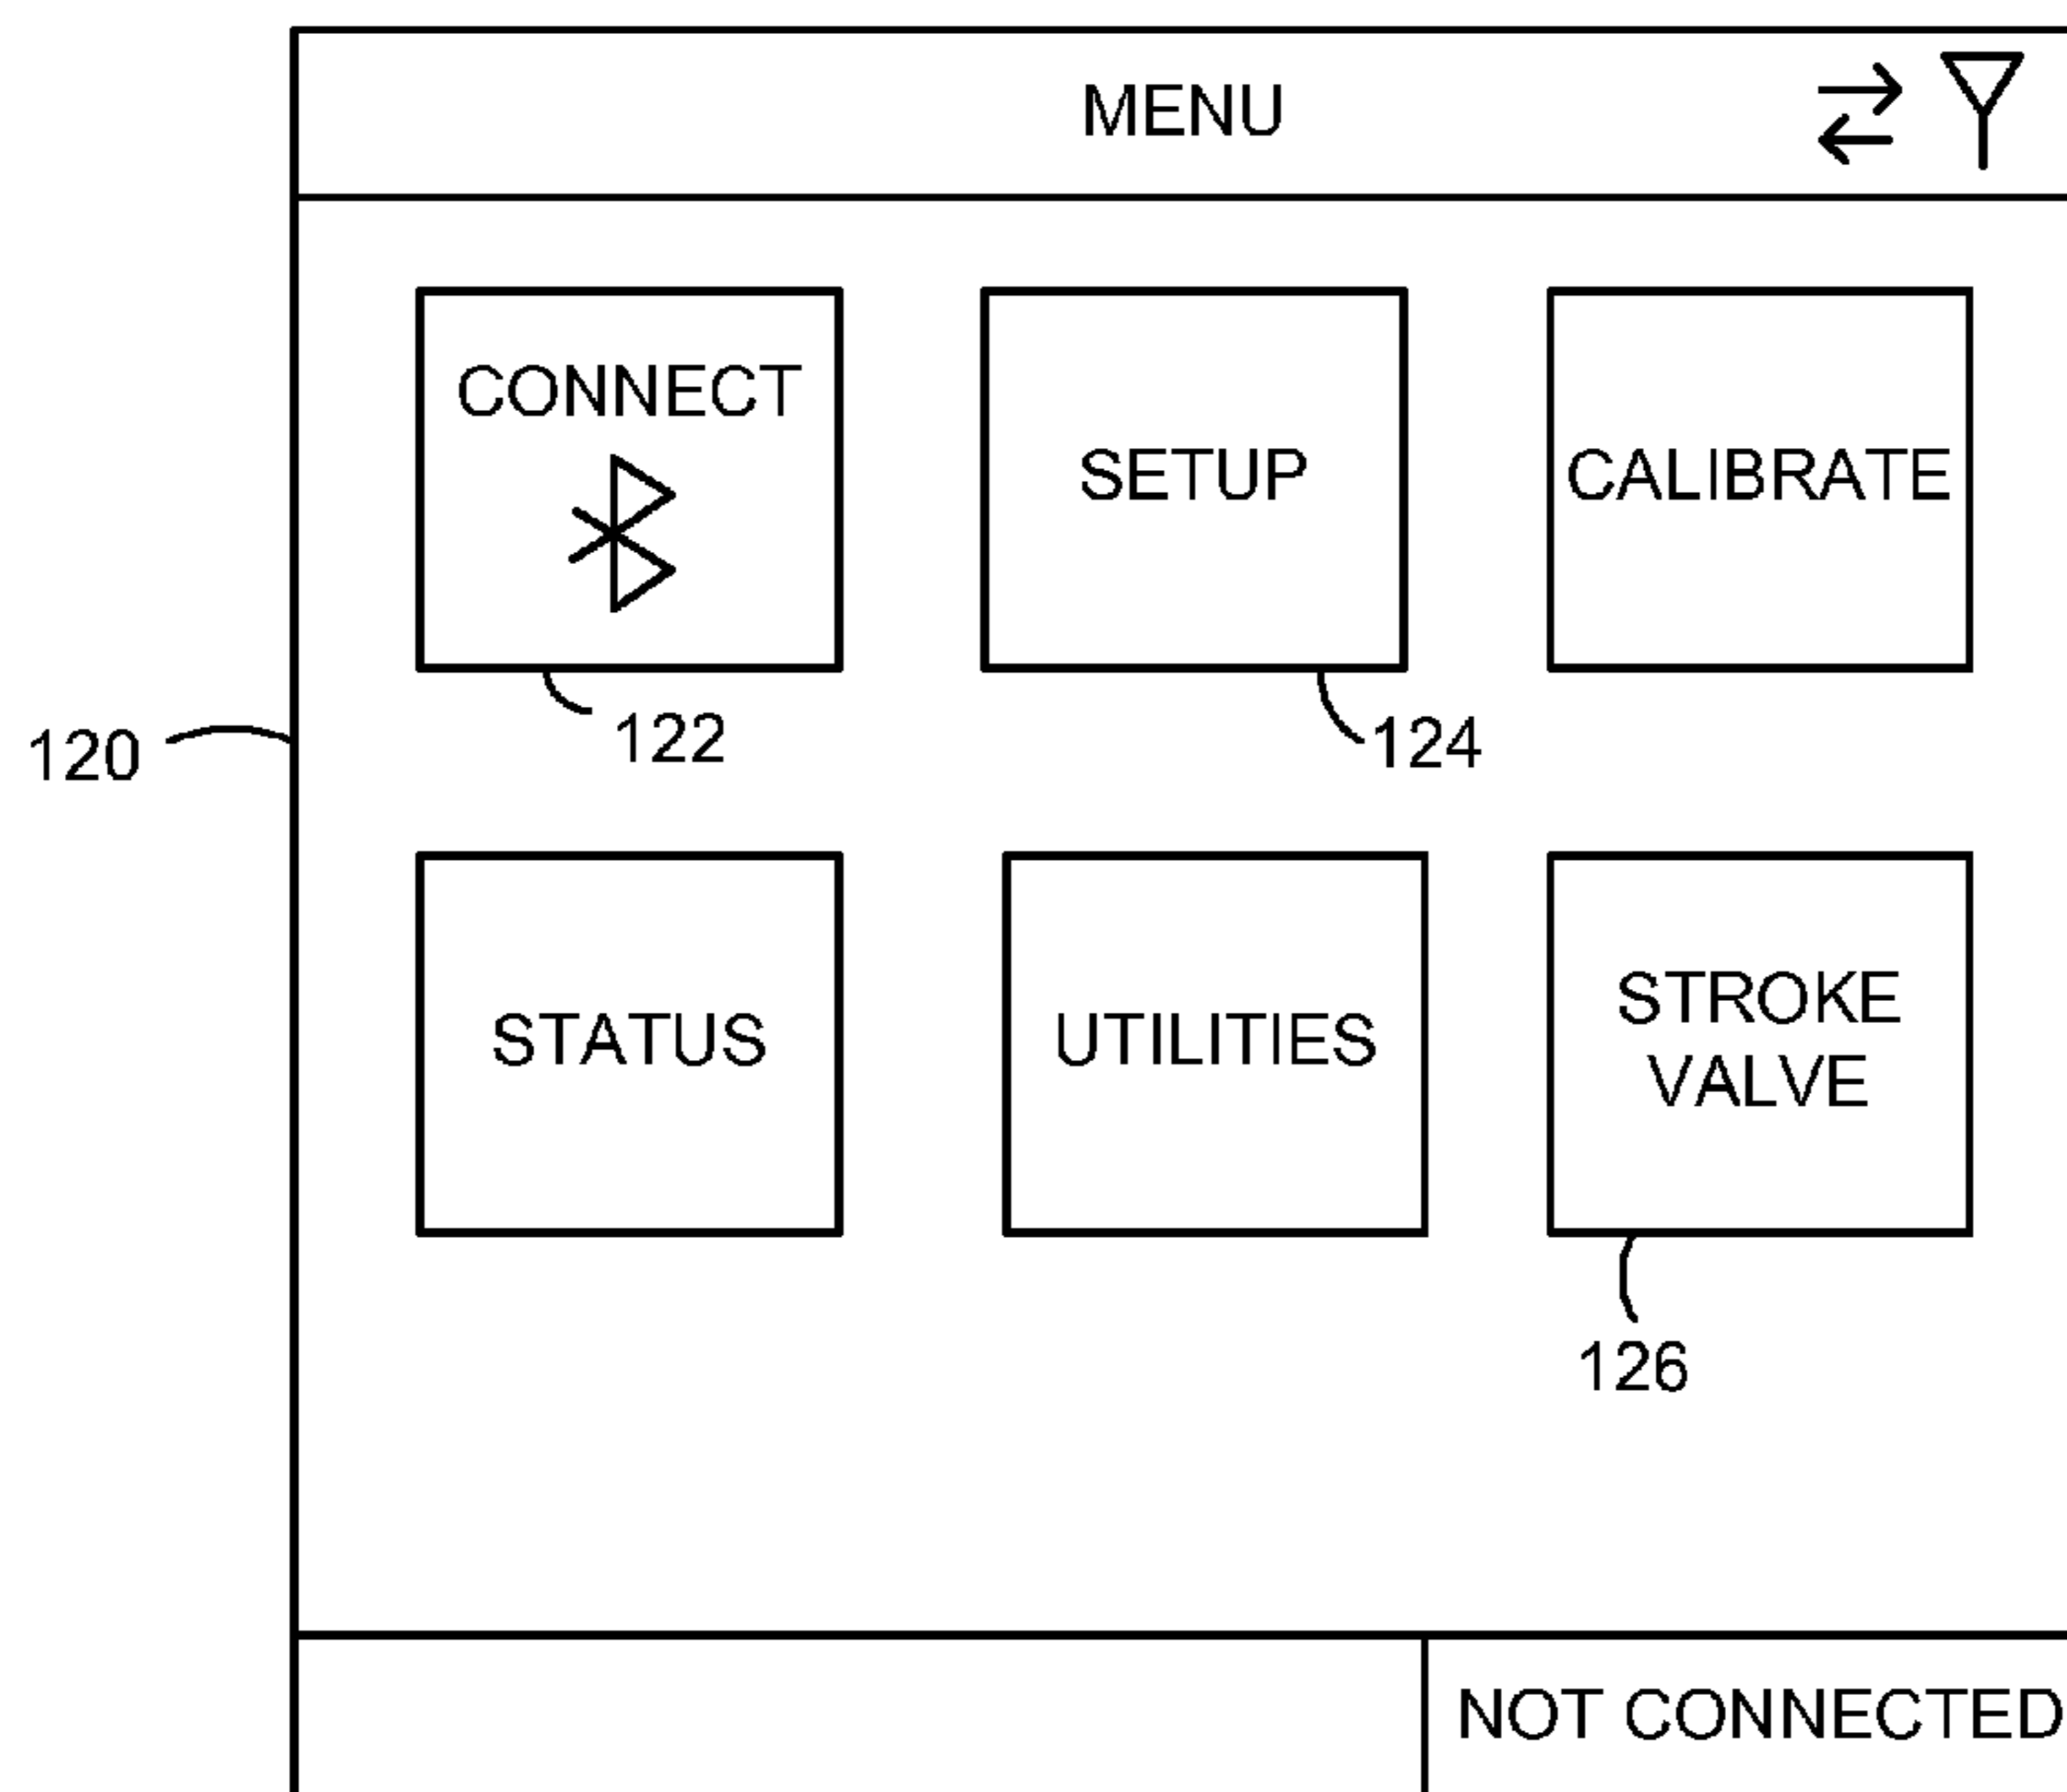 MENU
CONNECT
SETUP
CALIBRATE
120
122
124
STATUS
UTILITIES
STROKE
VALVE
126
NOT CONNECTED